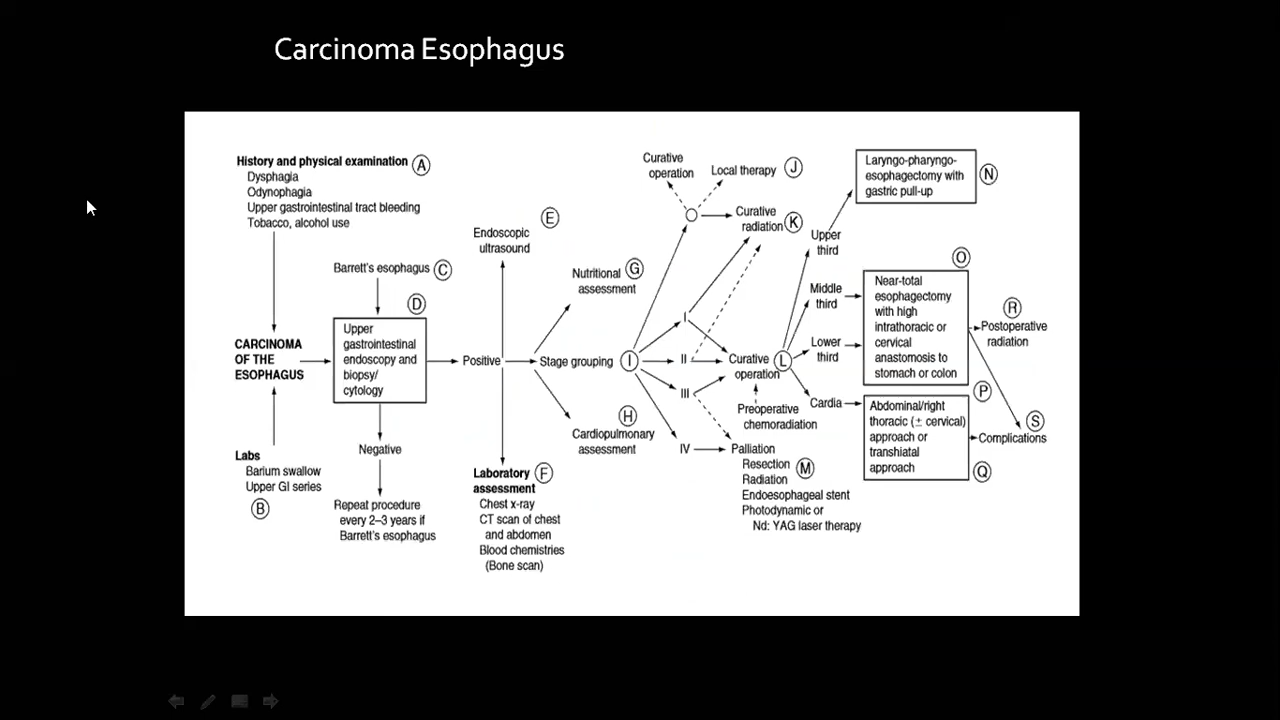 Carcinoma Esophagus
History and physical examination A
Dysphagia
Odynophagia
Upper gastrointestinal tract bleeding
Tobacco, alcohol use
CARCINOMA
OF THE
ESOPHAGUS
Labs
Barium swallow
Upper GI series
B
Barrett's esophagus C
D
Upper
gastrointestinal
endoscopy and
biopsy/
cytology
Negative
Repeat procedure
every 2–3 years if
Barrett's esophagus
Positive
E
Endoscopic
ultrasound
Laboratory F
assessment
Chest x-ray
CT scan of chest
and abdomen
Blood chemistries
(Bone scan)
Nutritional G
assessment
Stage grouping I
H
Cardiopulmonary
assessment
Curative
operation
Local therapy J
O
Curative
radiation K
I
II
III
IV
Curative
operation L
Preoperative
chemoradiation
Palliation
Resection M
Radiation
Endoesophageal stent
Photodynamic or
Nd: YAG laser therapy
Upper
third
Middle
third
Lower
third
Cardia
Laryngo-pharyngo-
esophagectomy with
gastric pull-up
N
O
Near-total
esophagectomy
with high
intrathoracic or
cervical
anastomosis to
stomach or colon
P
Abdominal/right
thoracic (± cervical)
approach or
transhiatal
approach
Q
R
Postoperative
radiation
S
Complications